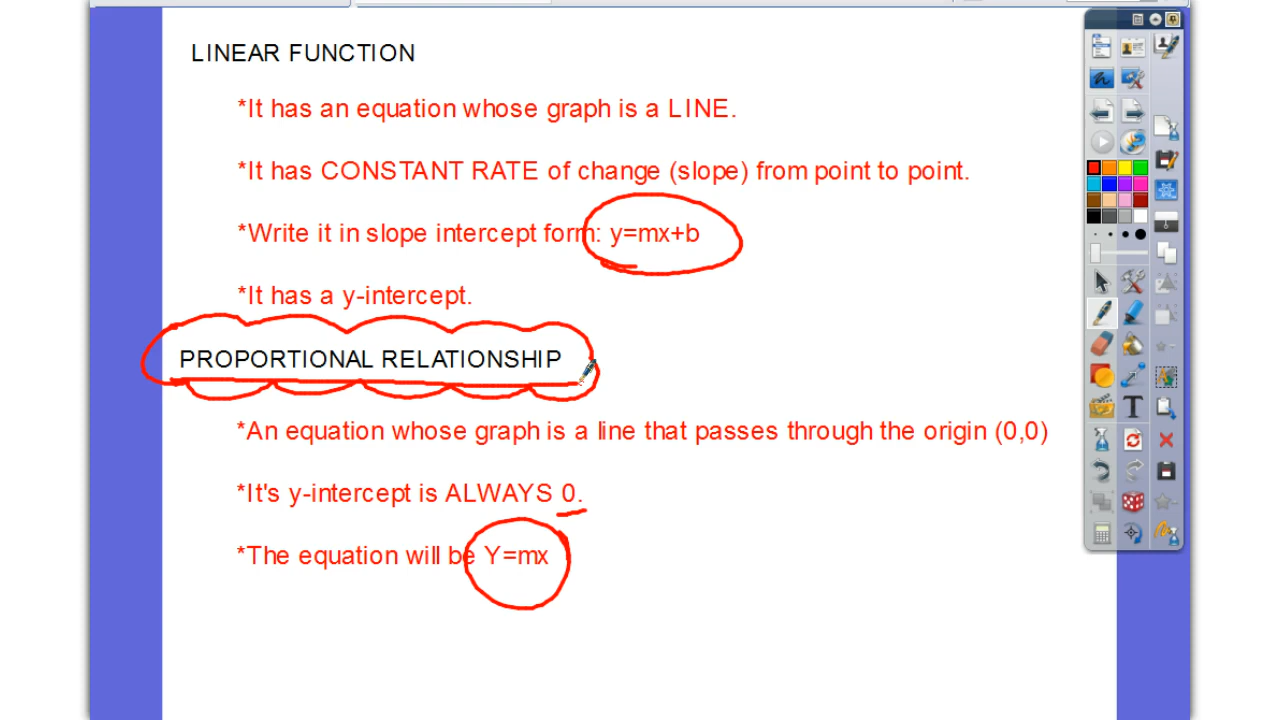 LINEAR FUNCTION
*It has an equation whose graph is a LINE.
*It has CONSTANT RATE of change (slope) from point to point.
*Write it in slope intercept form: y=mx+b
*It has a y-intercept.
PROPORTIONAL RELATIONSHIP
*An equation whose graph is a line that passes through the origin (0,0)
*It's y-intercept is ALWAYS 0.
*The equation will be Y=mx